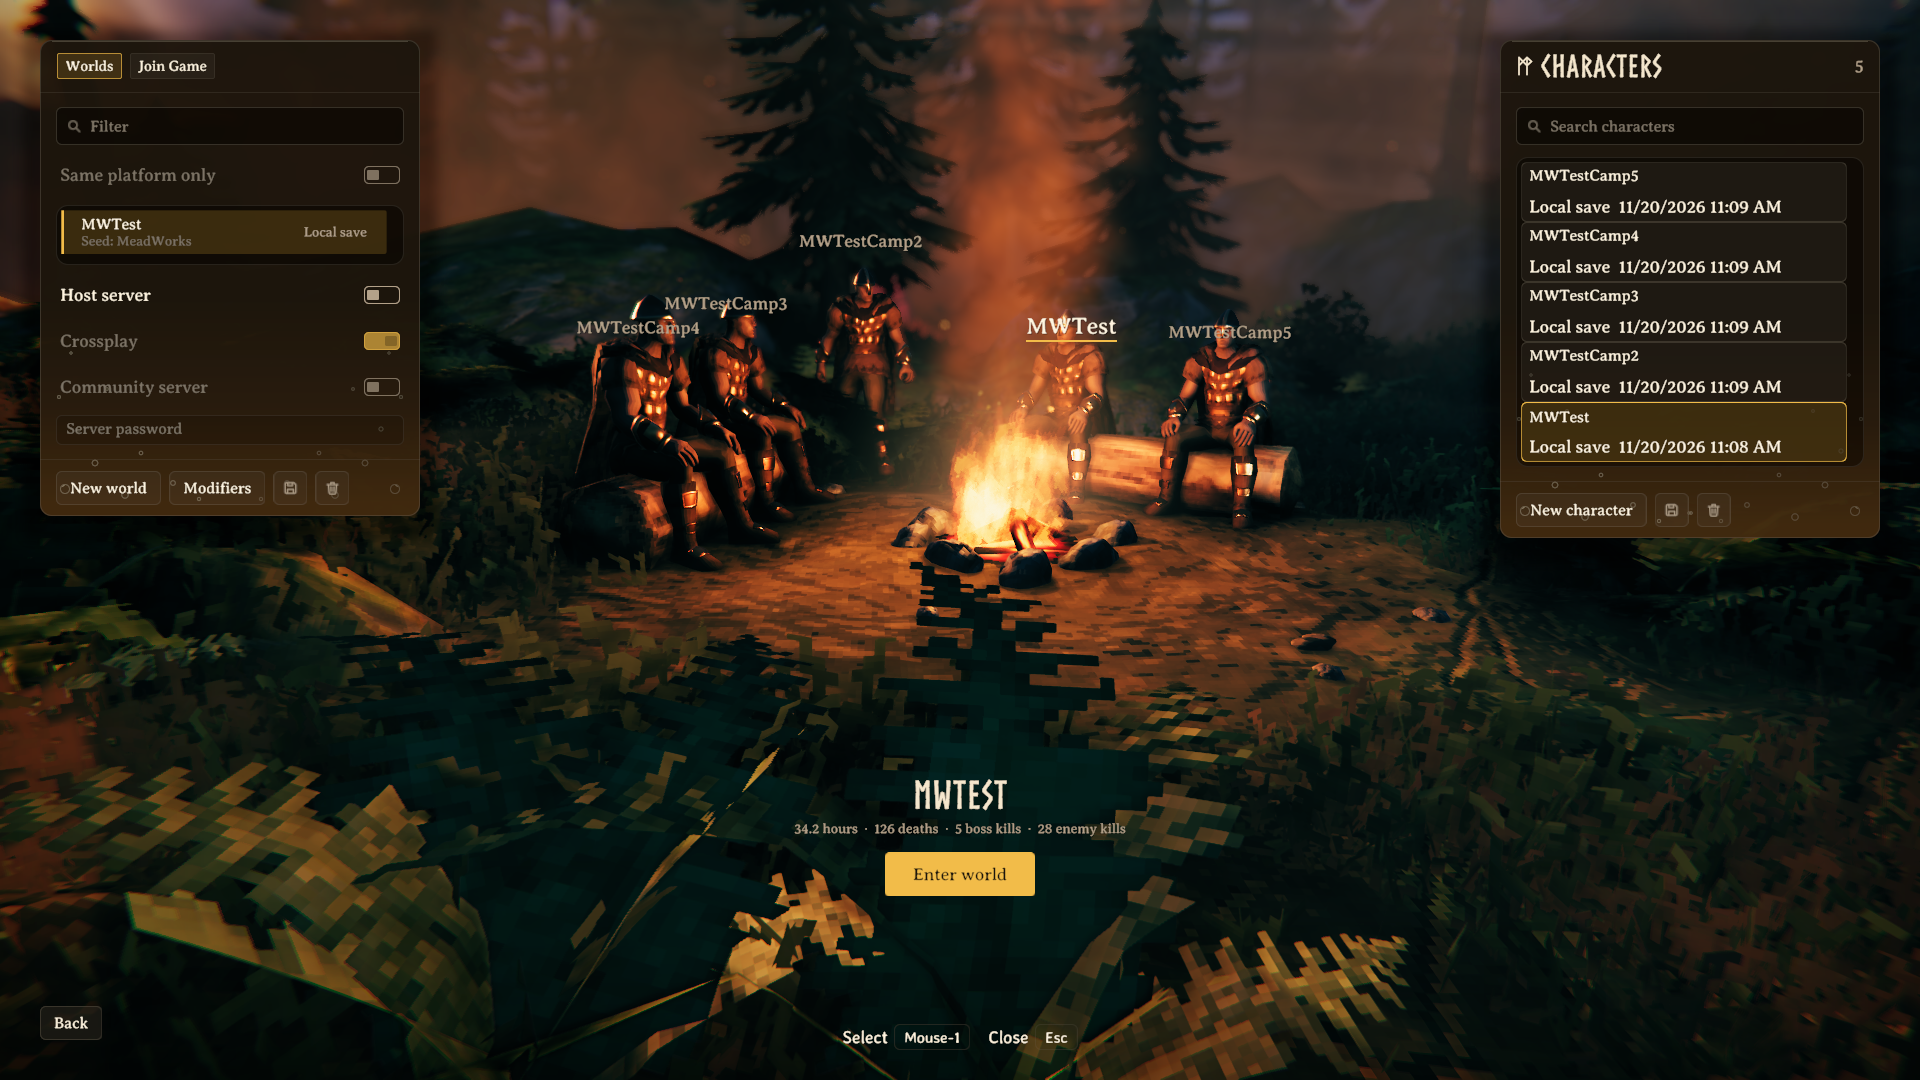 Worlds
Join Game
Filter
Same platform only
MWTest
Seed: MeadWorks
Local save
Host server
Crossplay
Community server
Server password
New world
Modifiers
MWTestCamp2
MWTestCamp3
MWTestCamp4
MWTest
MWTestCamp5
CHARACTERS
5
Search characters
MWTestCamp5
Local save 11/20/2026 11:09 AM
MWTestCamp4
Local save 11/20/2026 11:09 AM
MWTestCamp3
Local save 11/20/2026 11:09 AM
MWTestCamp2
Local save 11/20/2026 11:09 AM
MWTest
Local save 11/20/2026 11:08 AM
New character
MWTEST
34.2 hours · 126 deaths · 5 boss kills · 28 enemy kills
Enter world
Back
Select Mouse-1 Close Esc